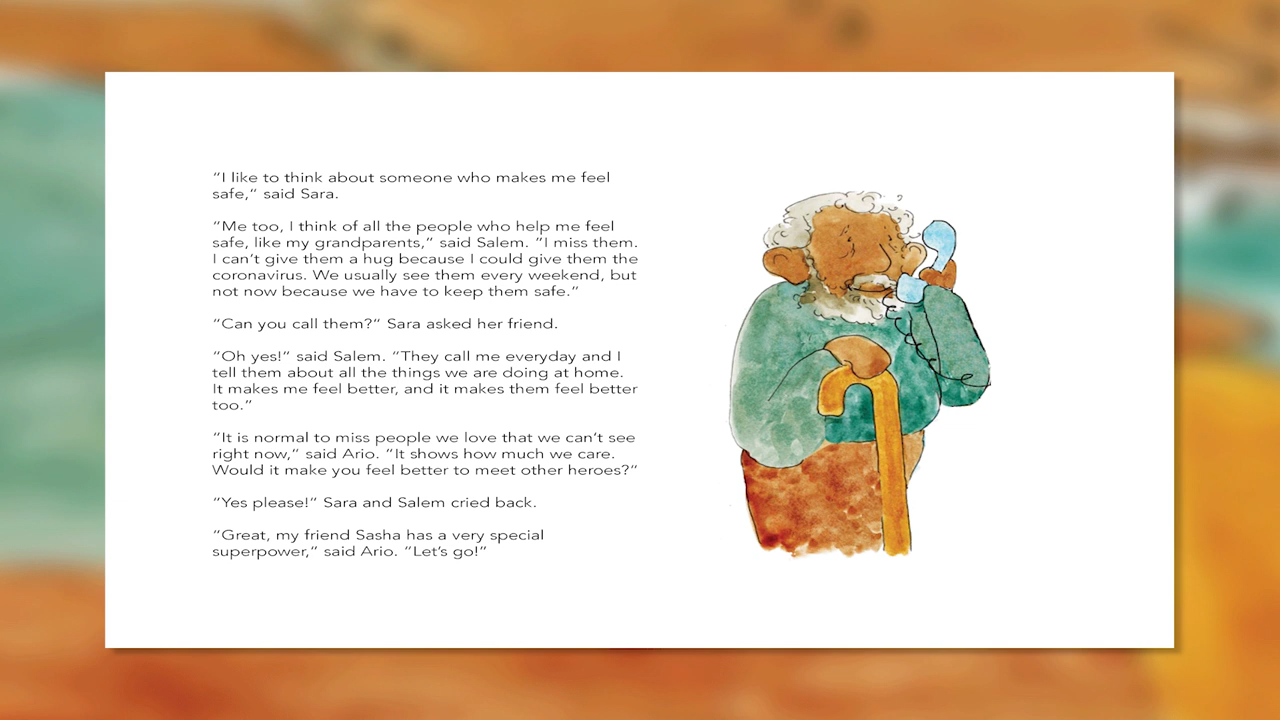 “I like to think about someone who makes me feel
safe,” said Sara.
“Me too, I think of all the people who help me feel
safe, like my grandparents,” said Salem. “I miss them.
I can’t give them a hug because I could give them the
coronavirus. We usually see them every weekend, but
not now because we have to keep them safe.”
“Can you call them?” Sara asked her friend.
“Oh yes!” said Salem. “They call me everyday and I
tell them about all the things we are doing at home.
It makes me feel better, and it makes them feel better
too.”
“It is normal to miss people we love that we can’t see
right now,” said Ario. “It shows how much we care.
Would it make you feel better to meet other heroes?”
“Yes please!” Sara and Salem cried back.
“Great, my friend Sasha has a very special
superpower,” said Ario. “Let’s go!”